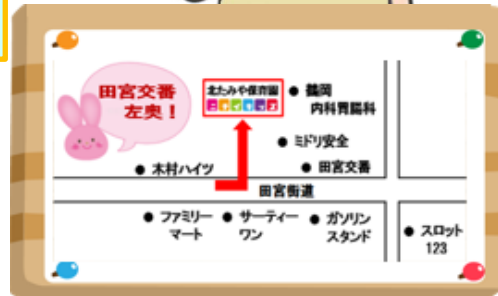 田宮交番
左奥！
北たみや保育園
鶴岡
内科胃腸科
ミドリ安全
木村ハイツ
田宮交番
田宮街道
ファミリー
マート
サーティー
ワン
ガソリン
スタンド
スロット
123